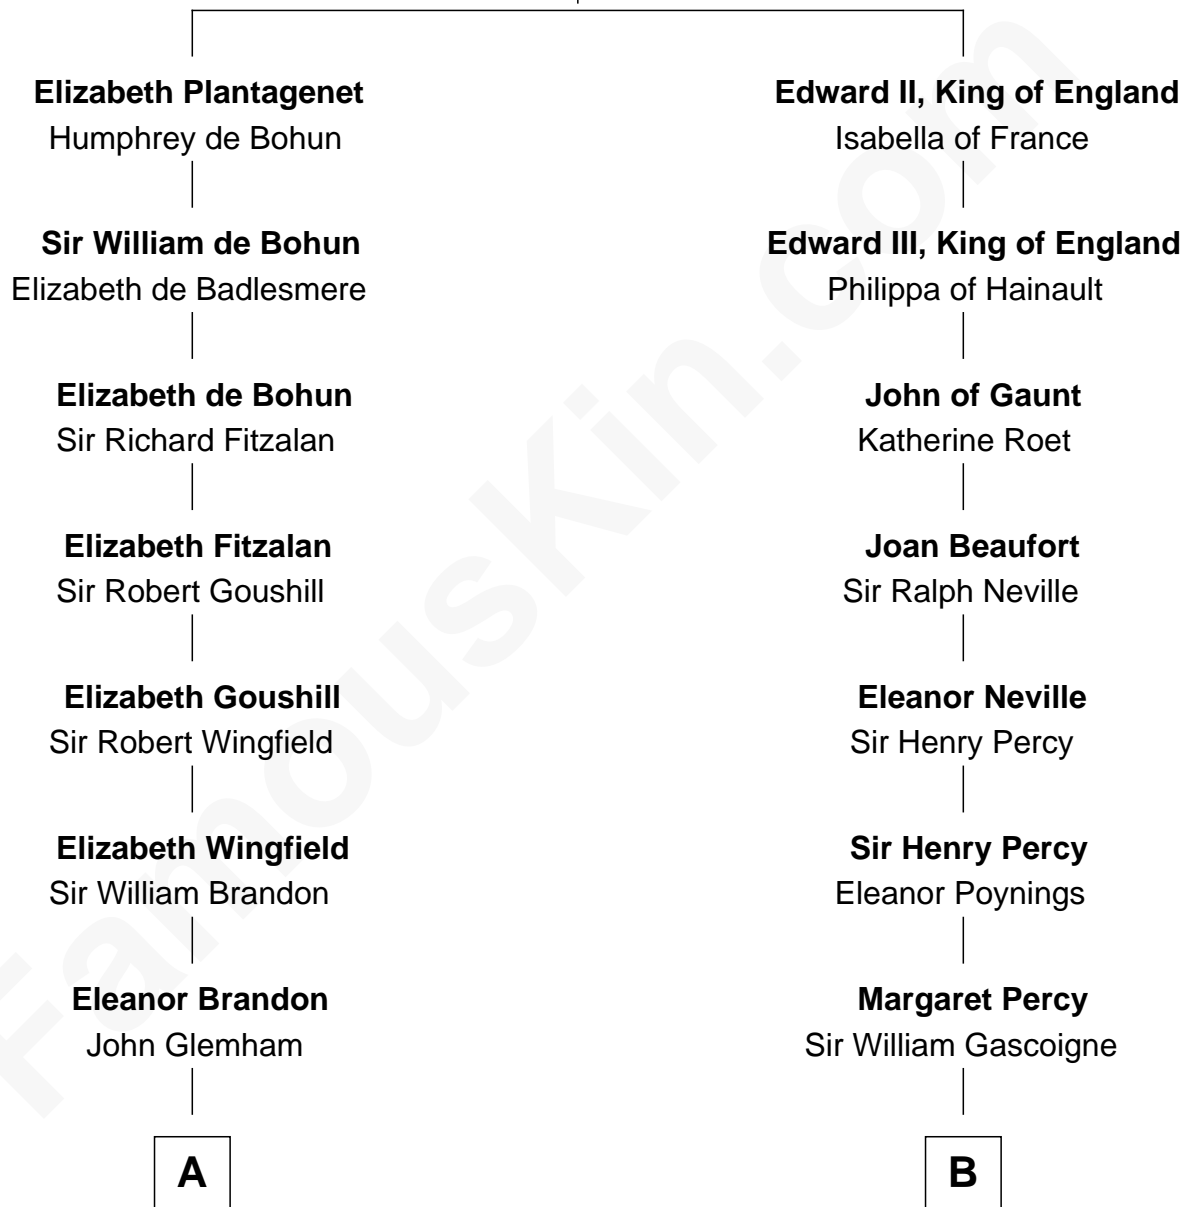 Elizabeth Plantagenet
Humphrey de Bohun
Sir William de Bohun
Elizabeth de Badlesmere
Elizabeth de Bohun
Sir Richard Fitzalan
Elizabeth Fitzalan
Sir Robert Goushill
Elizabeth Goushill
Sir Robert Wingfield
Elizabeth Wingfield
Sir William Brandon
Eleanor Brandon
John Glemham
A
Edward II, King of England
Isabella of France
Edward III, King of England
Philippa of Hainault
John of Gaunt
Katherine Roet
Joan Beaufort
Sir Ralph Neville
Eleanor Neville
Sir Henry Percy
Sir Henry Percy
Eleanor Poynings
Margaret Percy
Sir William Gascoigne
B
FamousKin.com